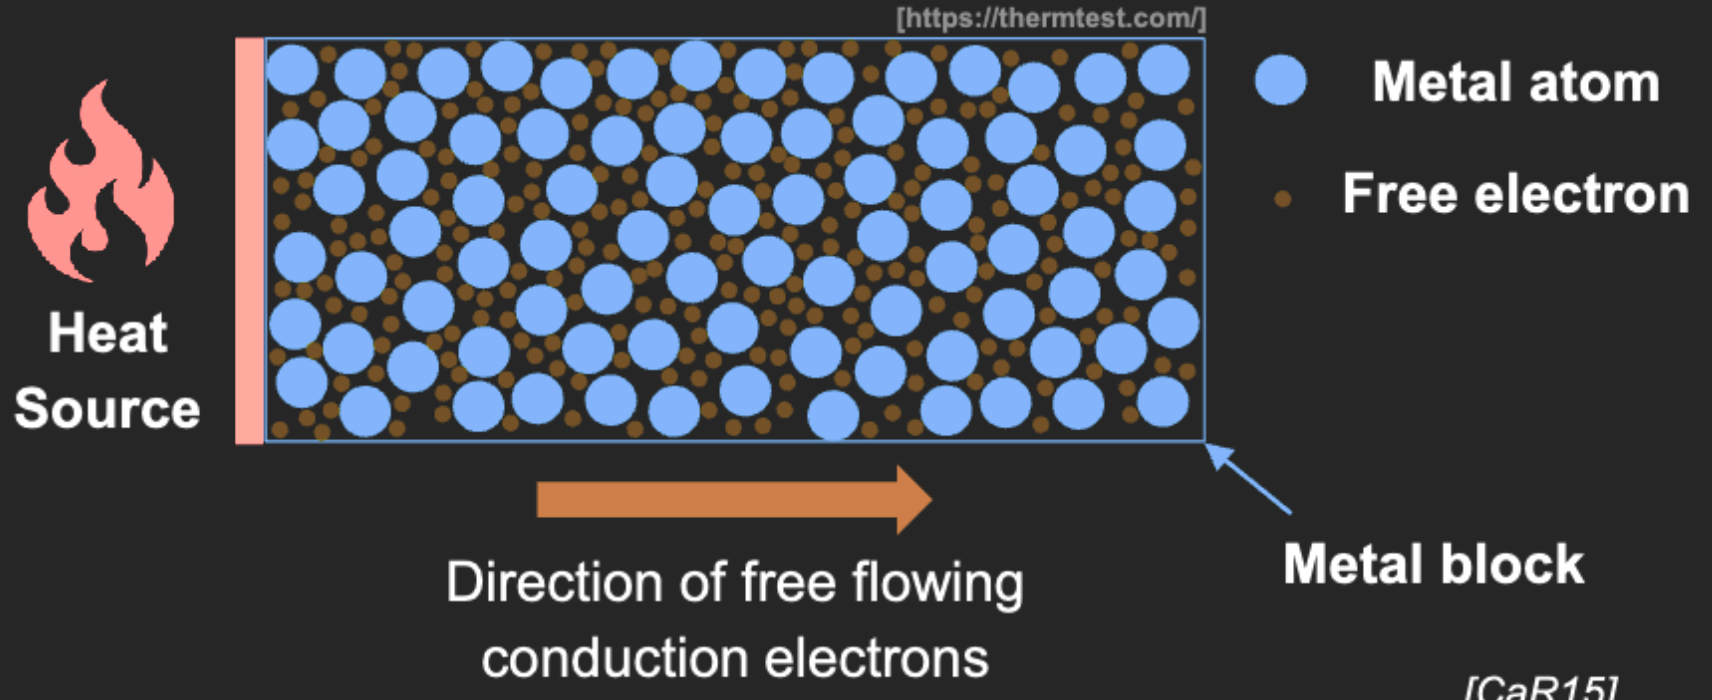 [https://thermtest.com/]
Metal atom
Free electron
Heat
Source
Direction of free flowing
conduction electrons
Metal block
[CaR15]